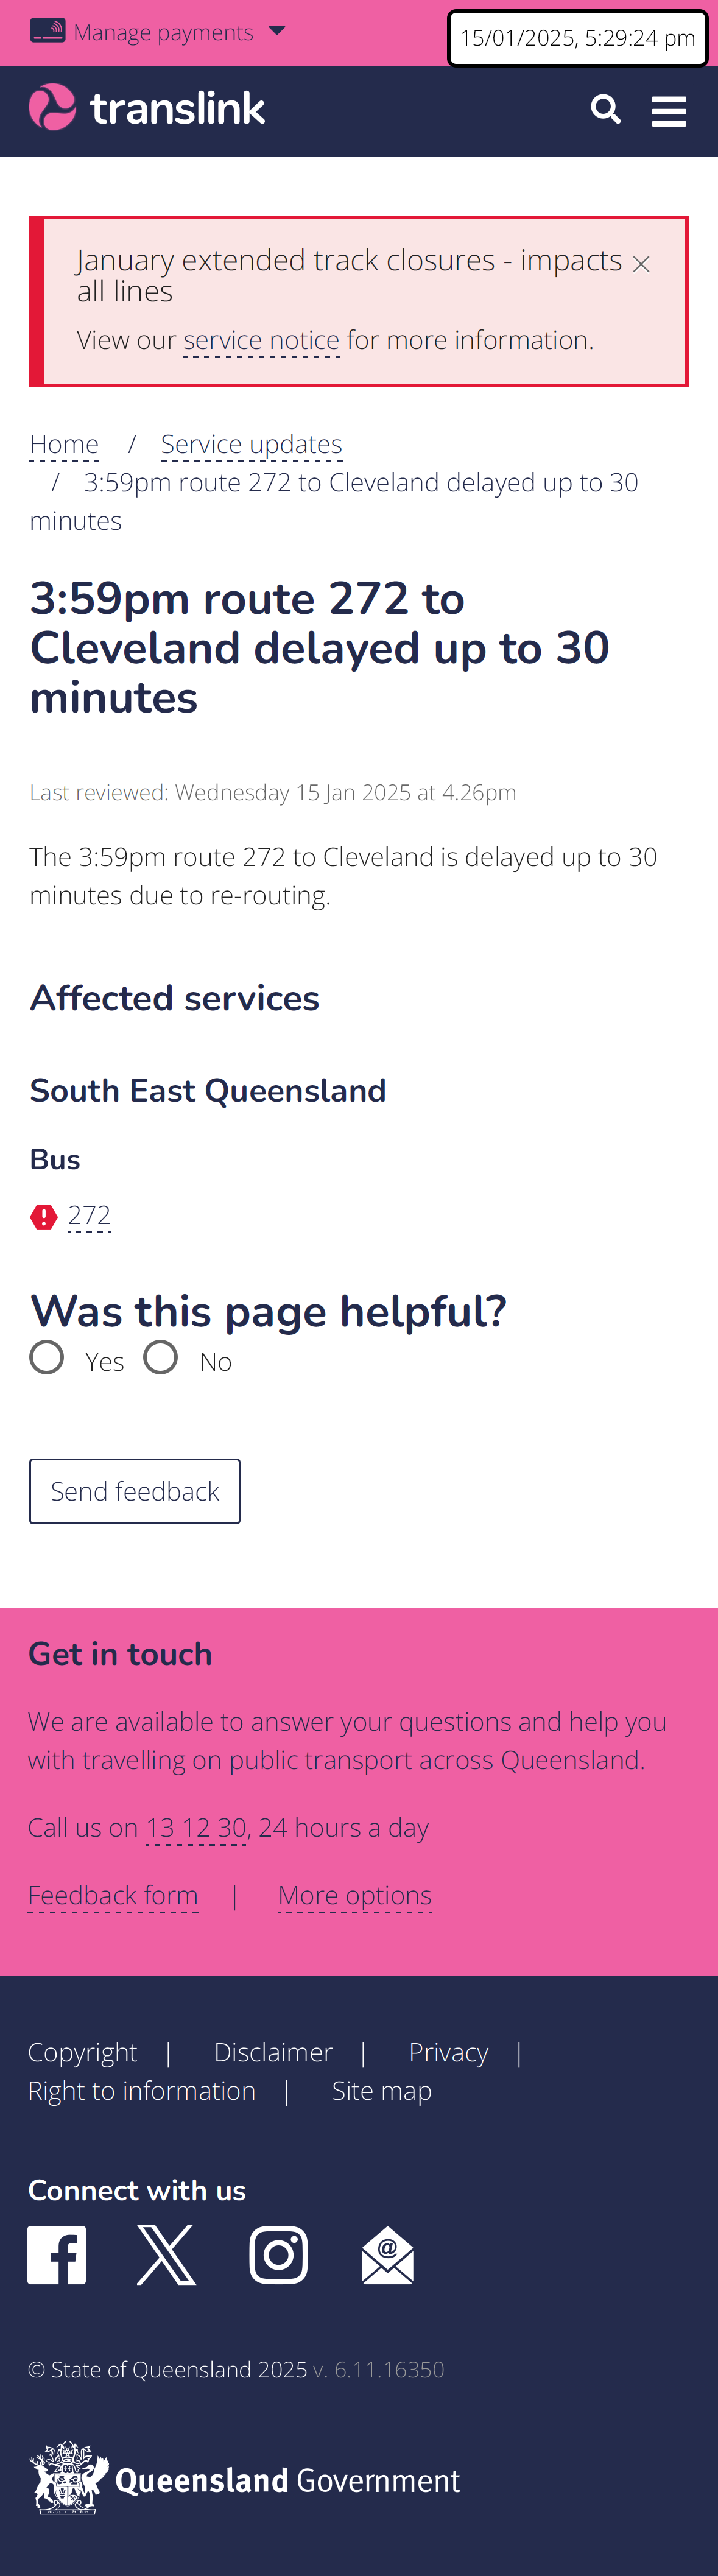 Manage payments
15/01/2025, 5:29:24 pm
translink
January extended track closures - impacts
all lines
View our service notice for more information.
Home / Service updates
/ 3:59pm route 272 to Cleveland delayed up to 30
minutes
3:59pm route 272 to
Cleveland delayed up to 30
minutes
Last reviewed: Wednesday 15 Jan 2025 at 4.26pm
The 3:59pm route 272 to Cleveland is delayed up to 30
minutes due to re-routing.
Affected services
South East Queensland
Bus
272
Was this page helpful?
Yes No
Send feedback
Get in touch
We are available to answer your questions and help you
with travelling on public transport across Queensland.
Call us on 13 12 30, 24 hours a day
Feedback form | More options
Copyright | Disclaimer | Privacy |
Right to information | Site map
Connect with us
© State of Queensland 2025 v. 6.11.16350
Queensland Government